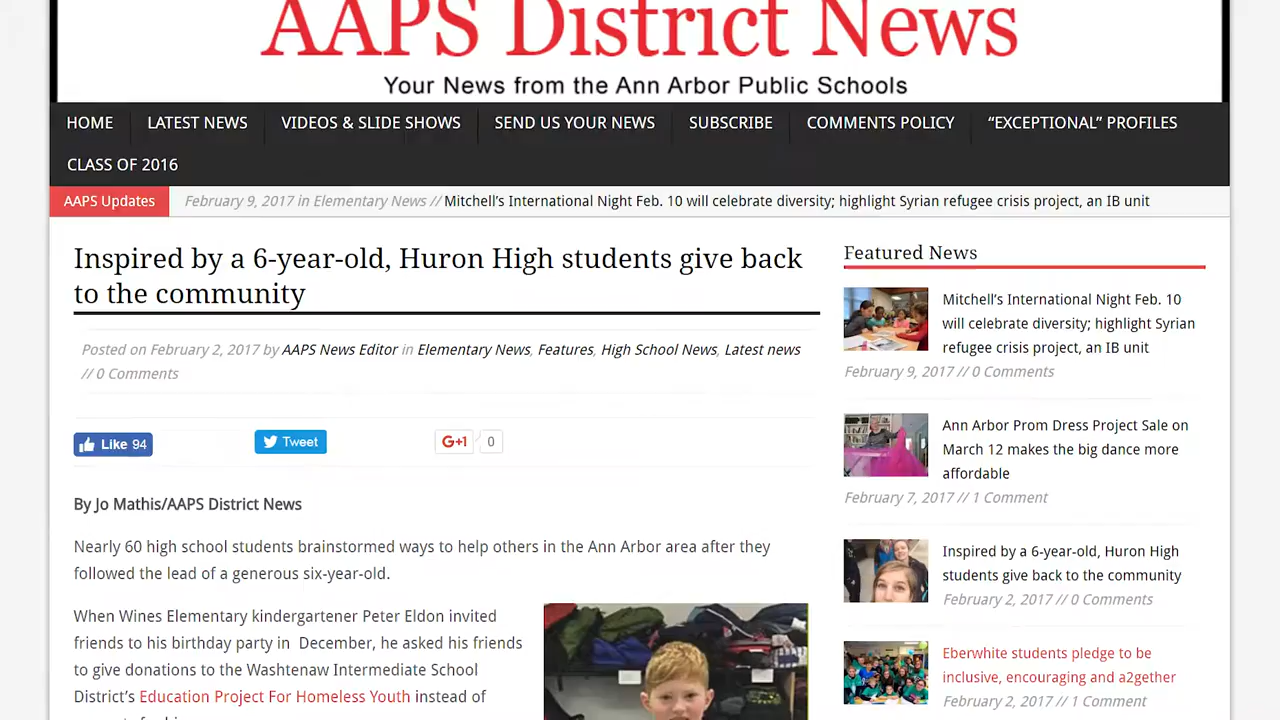 AAPS District News
Your News from the Ann Arbor Public Schools
HOME LATEST NEWS VIDEOS & SLIDE SHOWS SEND US YOUR NEWS SUBSCRIBE COMMENTS POLICY “EXCEPTIONAL” PROFILES
CLASS OF 2016
AAPS Updates February 9, 2017 in Elementary News // Mitchell’s International Night Feb. 10 will celebrate diversity; highlight Syrian refugee crisis project, an IB unit
Inspired by a 6-year-old, Huron High students give back
to the community
Posted on February 2, 2017 by AAPS News Editor in Elementary News, Features, High School News, Latest news
// 0 Comments
Like 94 Tweet G+1 0
By Jo Mathis/AAPS District News
Nearly 60 high school students brainstormed ways to help others in the Ann Arbor area after they
followed the lead of a generous six-year-old.
When Wines Elementary kindergartener Peter Eldon invited
friends to his birthday party in December, he asked his friends
to give donations to the Washtenaw Intermediate School
District’s Education Project For Homeless Youth instead of
Featured News
Mitchell’s International Night Feb. 10
will celebrate diversity; highlight Syrian
refugee crisis project, an IB unit
February 9, 2017 // 0 Comments
Ann Arbor Prom Dress Project Sale on
March 12 makes the big dance more
affordable
February 7, 2017 // 1 Comment
Inspired by a 6-year-old, Huron High
students give back to the community
February 2, 2017 // 0 Comments
Eberwhite students pledge to be
inclusive, encouraging and a2gether
February 2, 2017 // 1 Comment